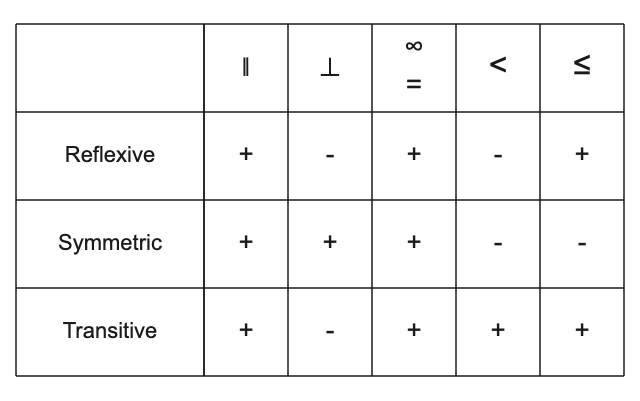 ∥ ⊥ ∞ < ≤
=
Reflexive + - + - +
Symmetric + + + - -
Transitive + - + + +